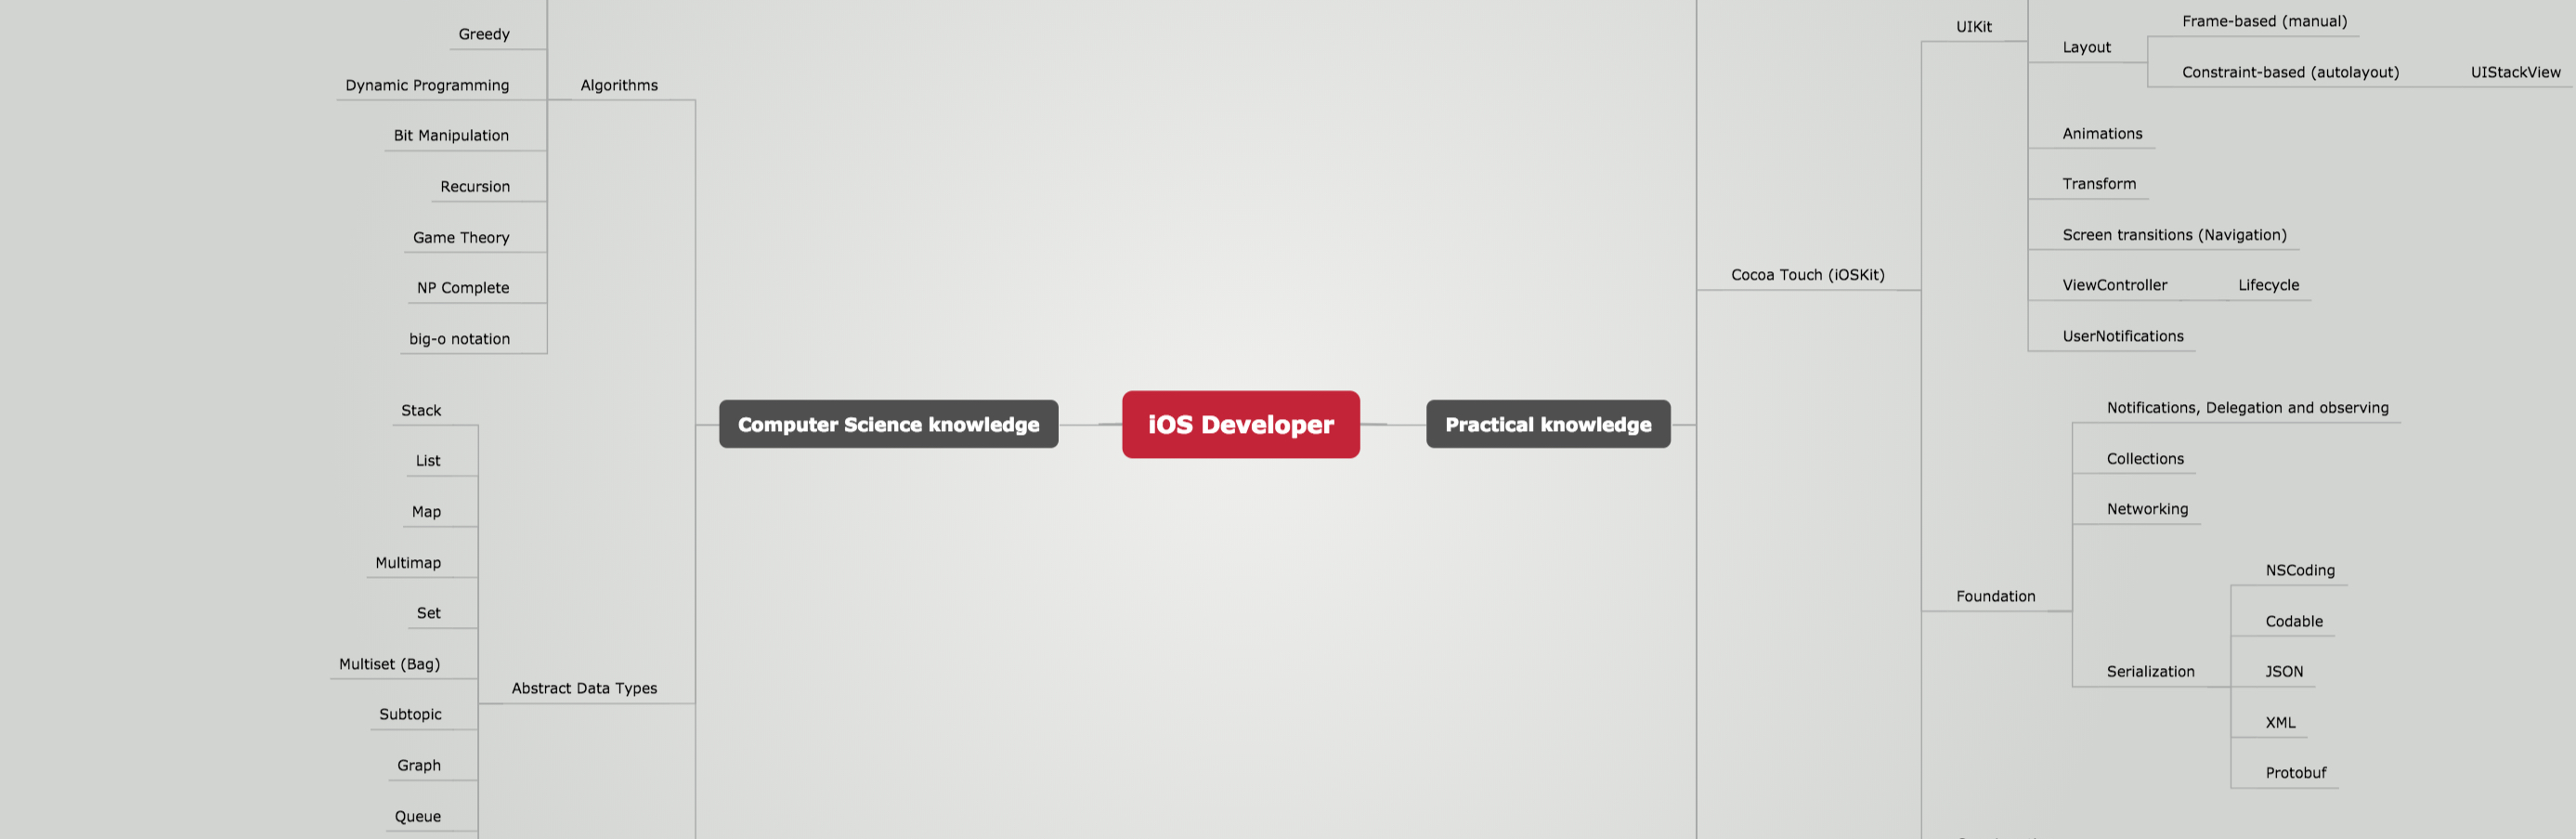 Greedy
Dynamic Programming
Bit Manipulation
Recursion
Game Theory
NP Complete
big-o notation
Algorithms
Stack
List
Map
Multimap
Set
Multiset (Bag)
Subtopic
Graph
Queue
Abstract Data Types
Computer Science knowledge
iOS Developer
Practical knowledge
Cocoa Touch (iOSKit)
UIKit
Layout
Frame-based (manual)
Constraint-based (autolayout)
UIStackView
Animations
Transform
Screen transitions (Navigation)
ViewController
Lifecycle
UserNotifications
Foundation
Notifications, Delegation and observing
Collections
Networking
Serialization
NSCoding
Codable
JSON
XML
Protobuf